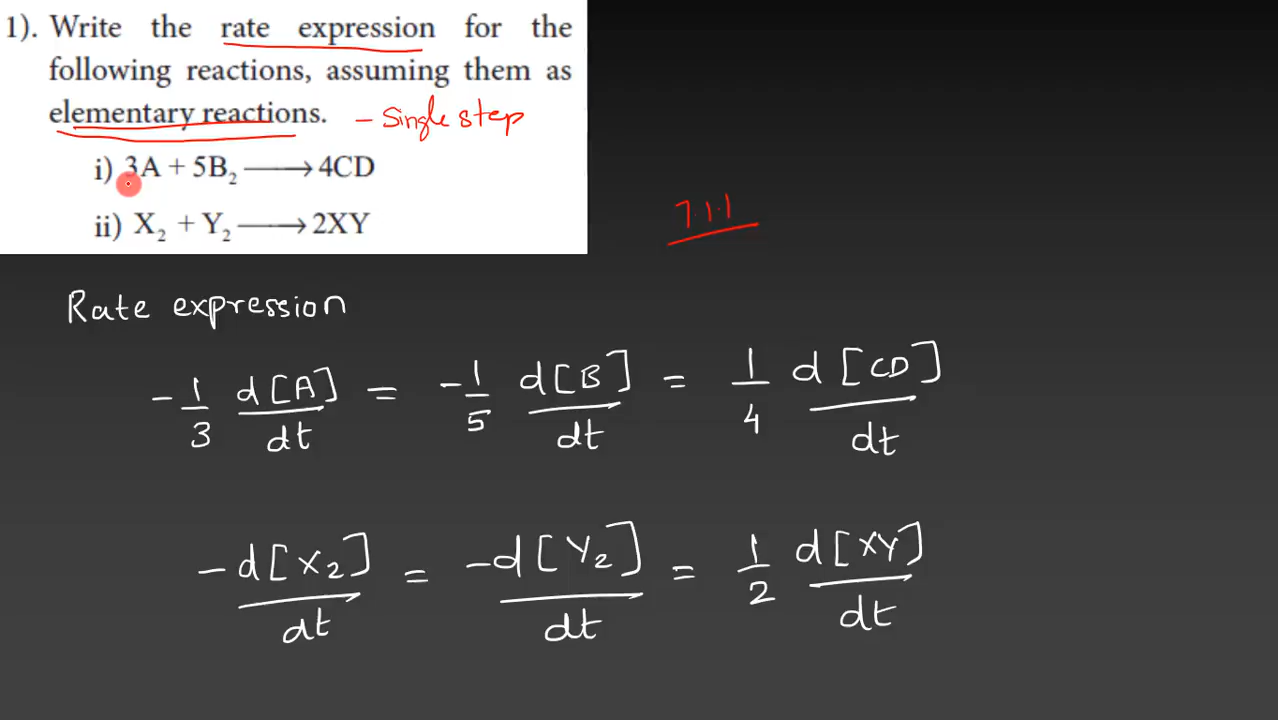 1). Write the rate expression for the
following reactions, assuming them as
elementary reactions. - Single step
i) 3A + 5B₂ ⟶ 4CD
ii) X₂ + Y₂ ⟶ 2XY
7.1.1
Rate expression
-1/3 d[A]/dt = -1/5 d[B]/dt = 1/4 d[CD]/dt
-d[X₂]/dt = -d[Y₂]/dt = 1/2 d[XY]/dt